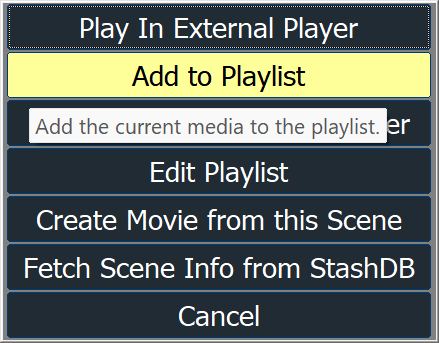 Play In External Player
Add to Playlist
Add the current media to the playlist.
er
Edit Playlist
Create Movie from this Scene
Fetch Scene Info from StashDB
Cancel